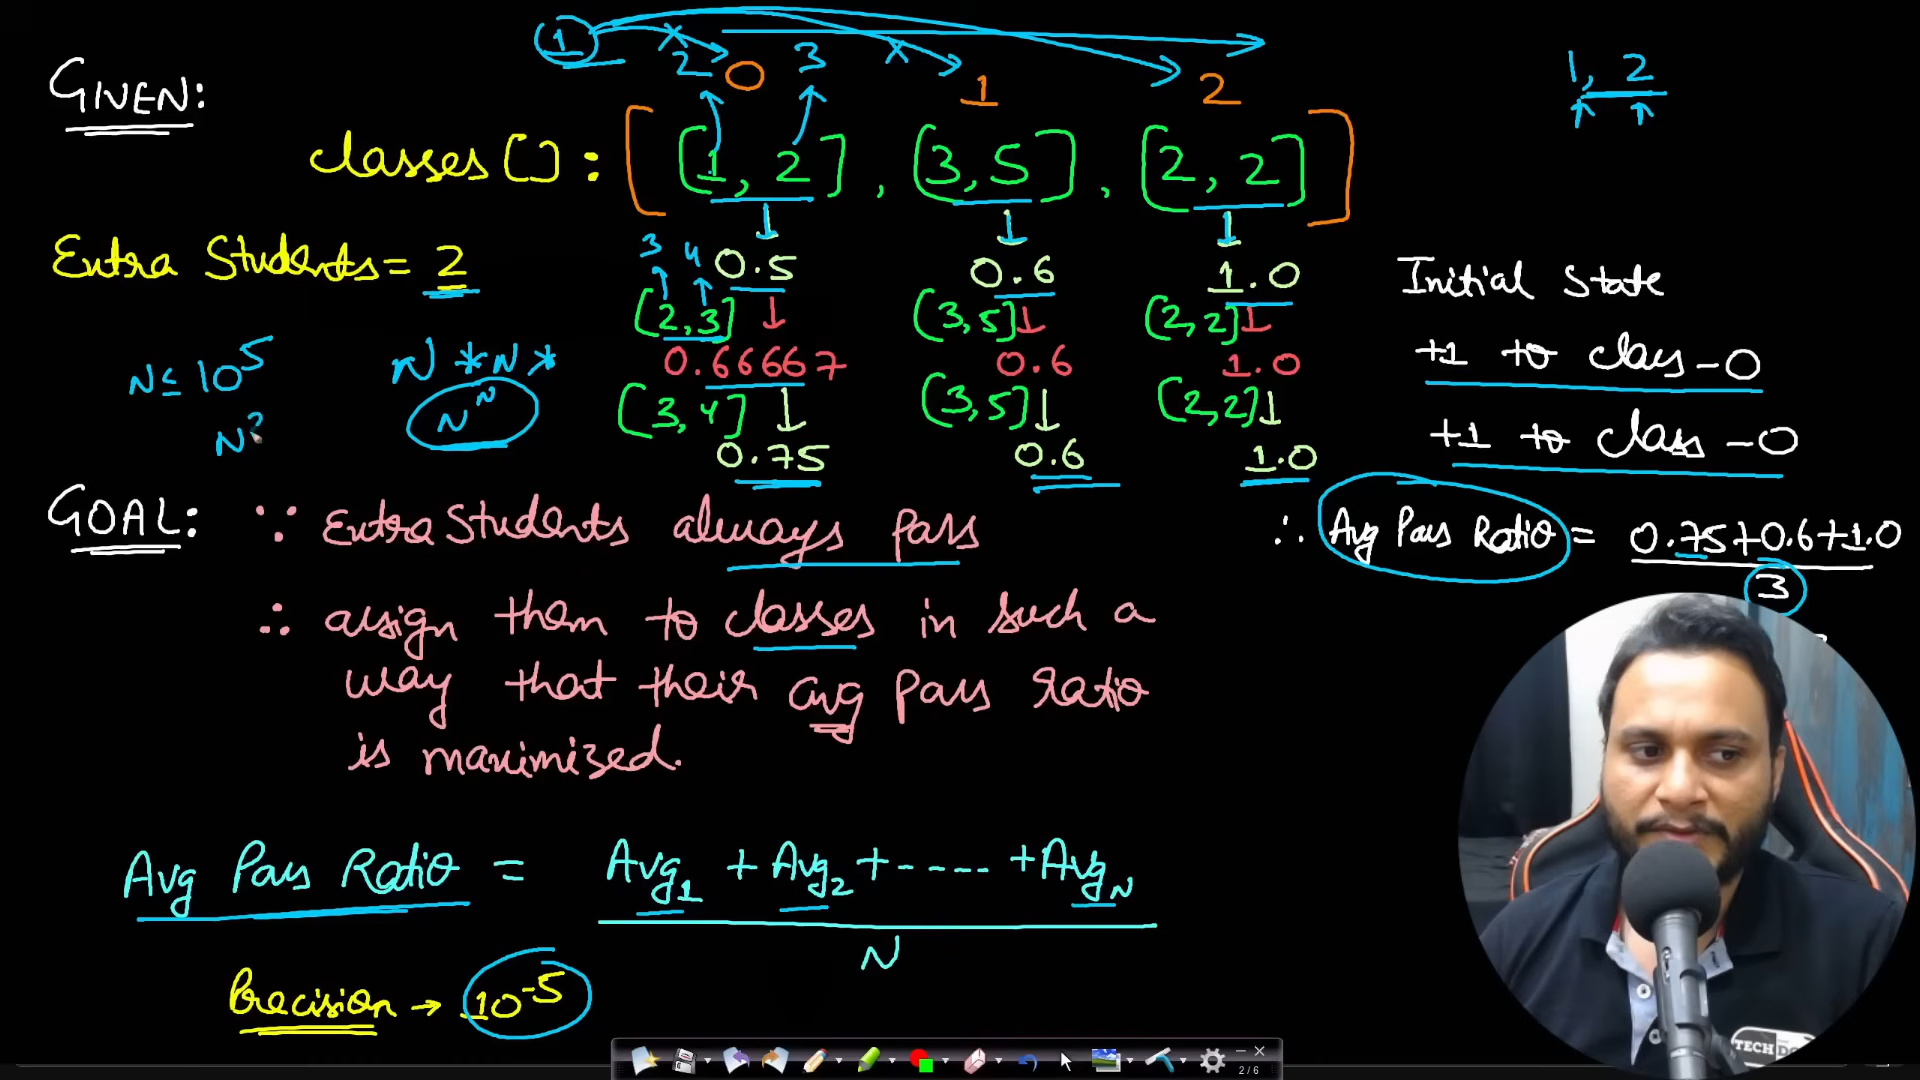 1
2 0 3 1 2
1, 2
GIVEN:
classes[] : [ [1, 2] , [3, 5] , [2, 2] ]
Extra Students = 2
3 4 0.5 0.6 1.0
Initial State
[2, 3] [3, 5] [2, 2]
N ≤ 10^5 N * N *
0.66667 0.6 1.0
+1 to class - 0
N^2 N^N
[3, 4] [3, 5] [2, 2]
0.75 0.6 1.0
+1 to class - 0
GOAL: ∵ Extra Students always pass
∴ Avg Pass Ratio = 0.75+0.6+1.0
3
∴ assign them to classes in such a
way that their avg pass ratio
is maximized.
Avg Pass Ratio = Avg1 + Avg2 + ---- + AvgN
N
Precision → 10^-5
TECH
2/6